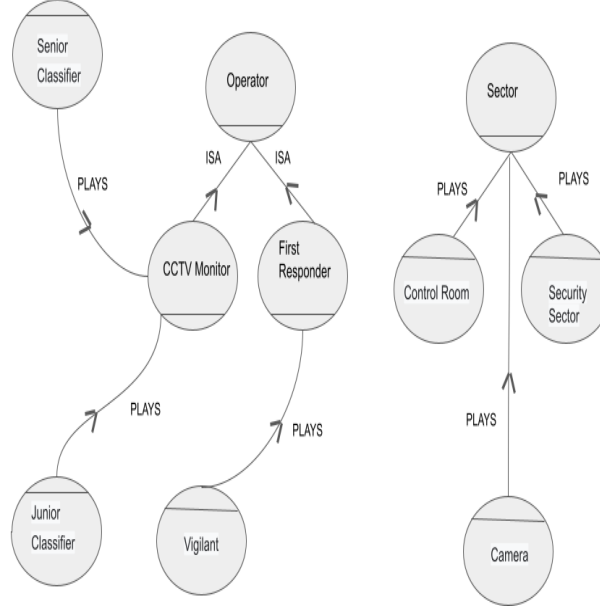 Senior
Classifier
Operator
Sector
ISA
ISA
PLAYS
PLAYS
PLAYS
CCTV Monitor
First
Responder
Control Room
Security
Sector
PLAYS
PLAYS
PLAYS
Junior
Classifier
Vigilant
Camera